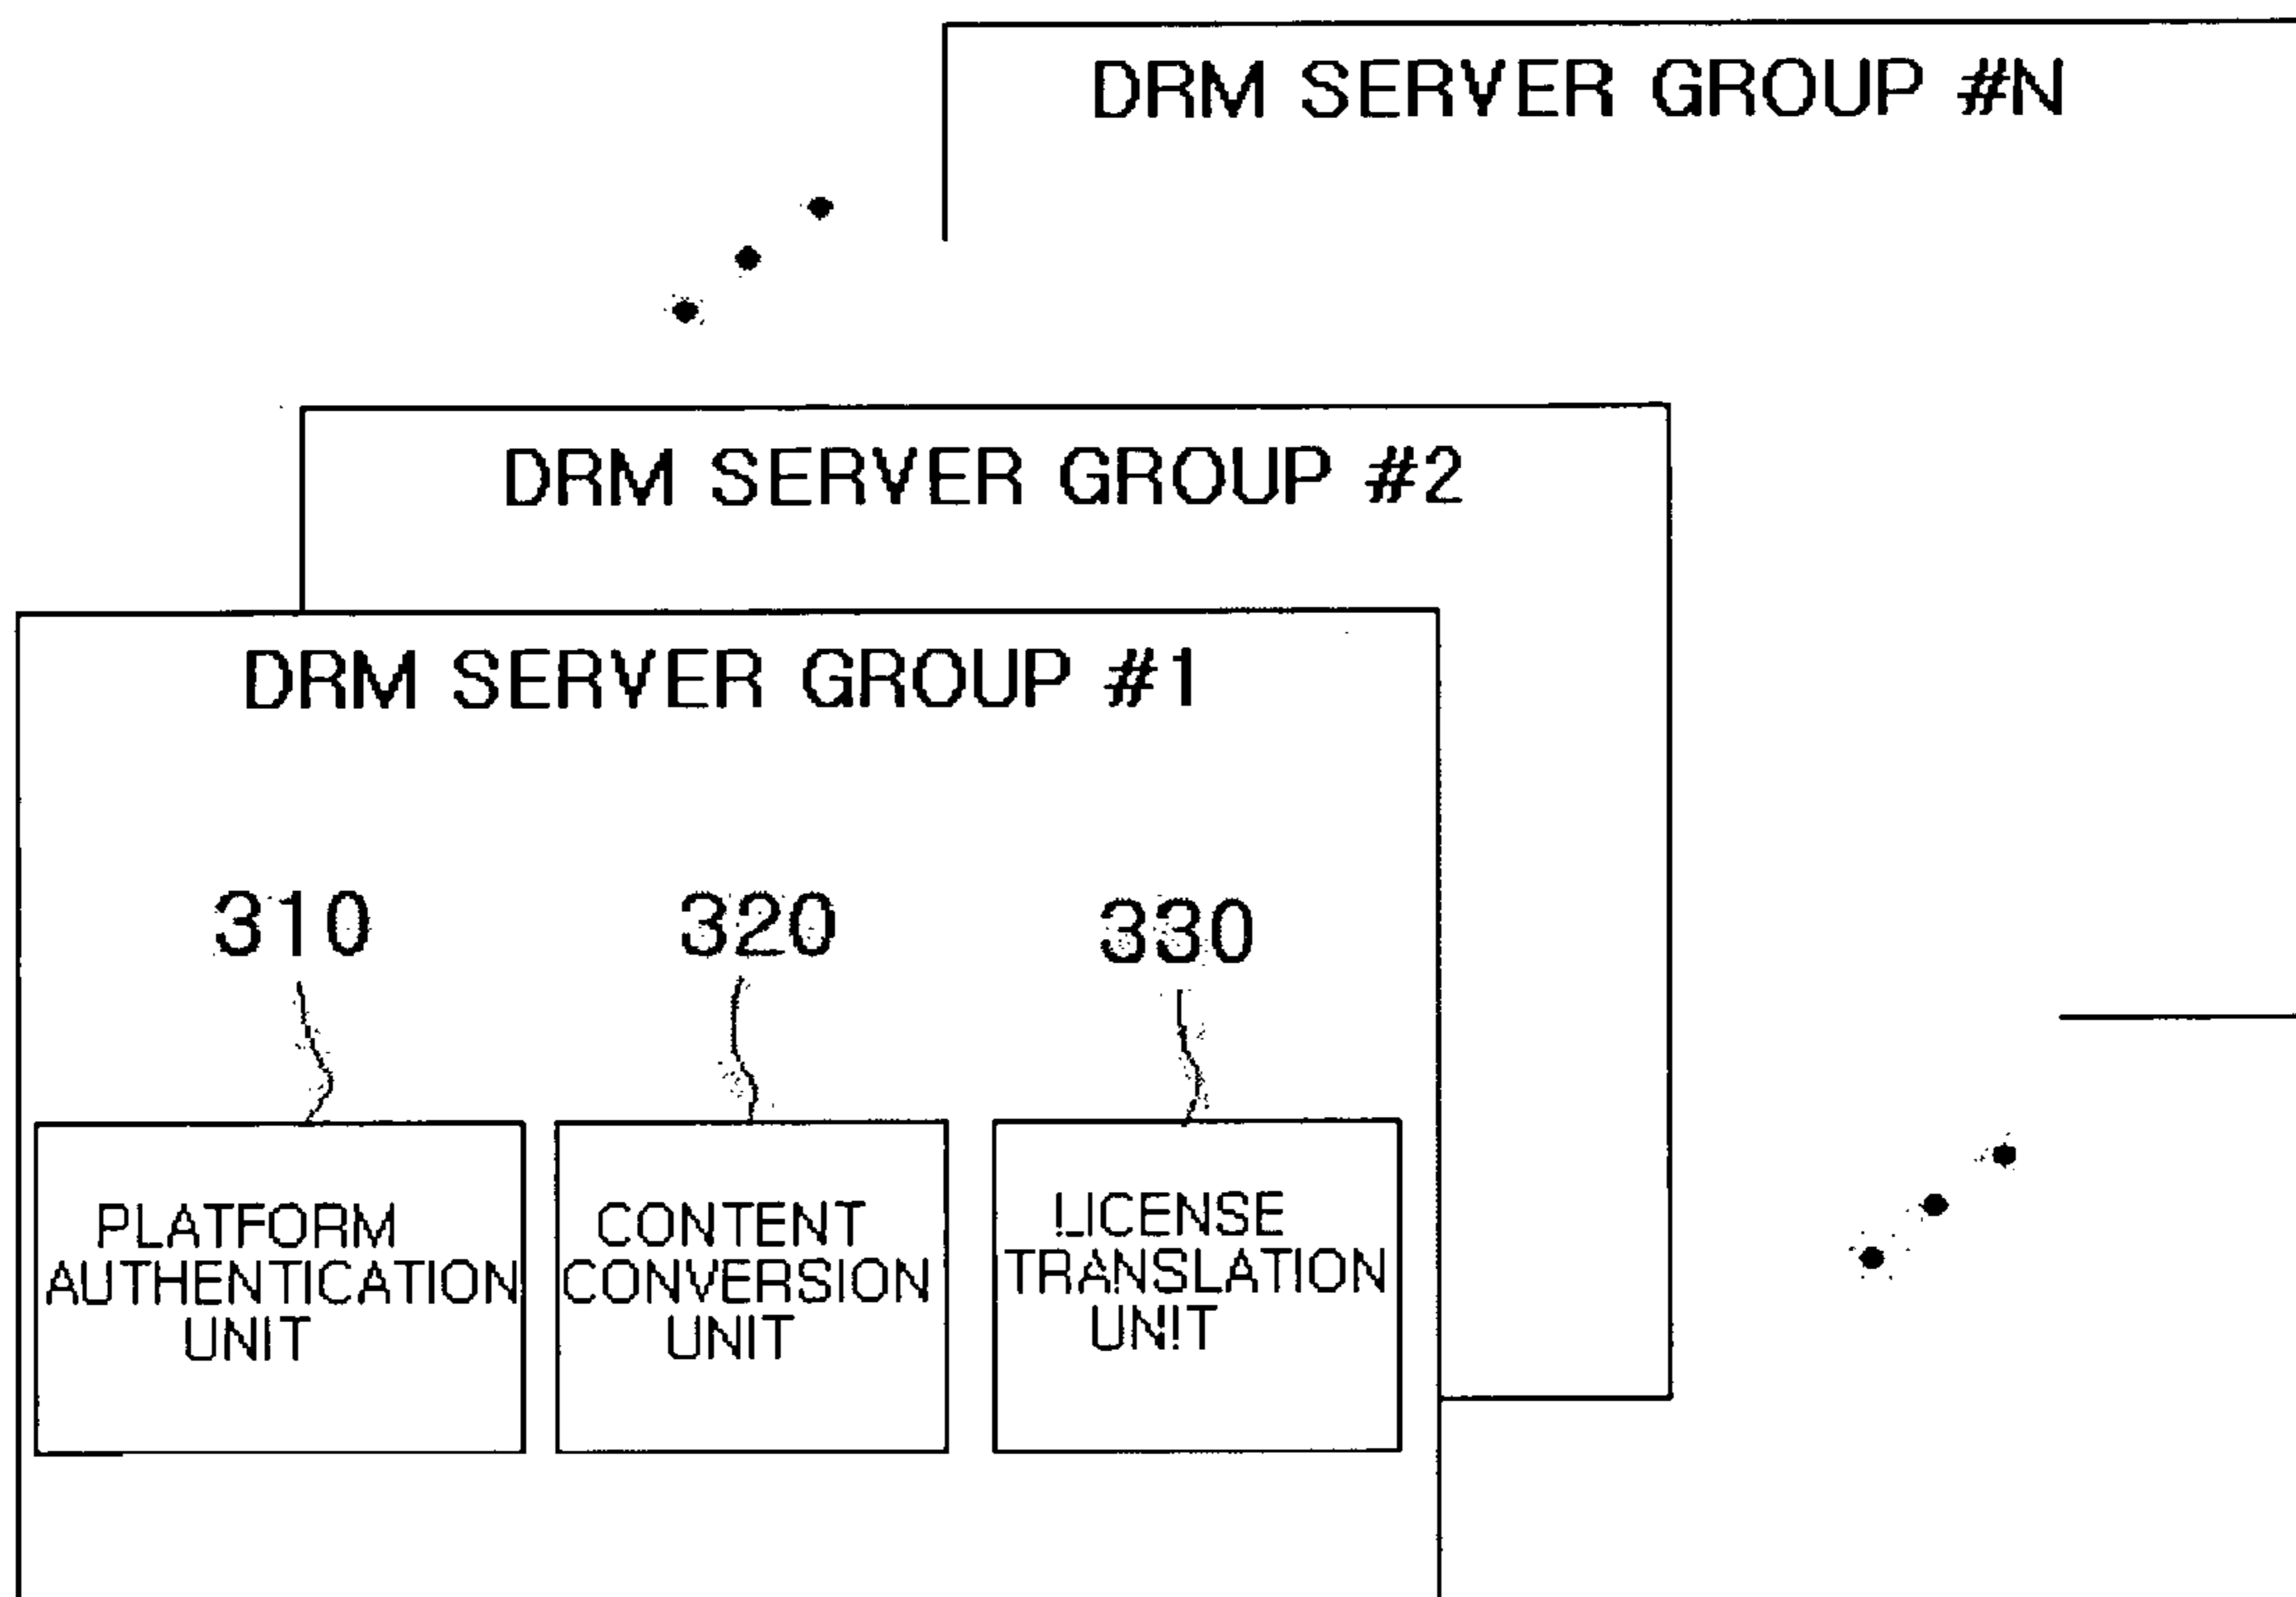 DRM SERVER GROUP #N
DRM SERVER GROUP #2
DRM SERVER GROUP #1
310
320
330
PLATFORM
AUTHENTICATION
UNIT
CONTENT
CONVERSION
UNIT
LICENSE
TRANSLATION
UNIT